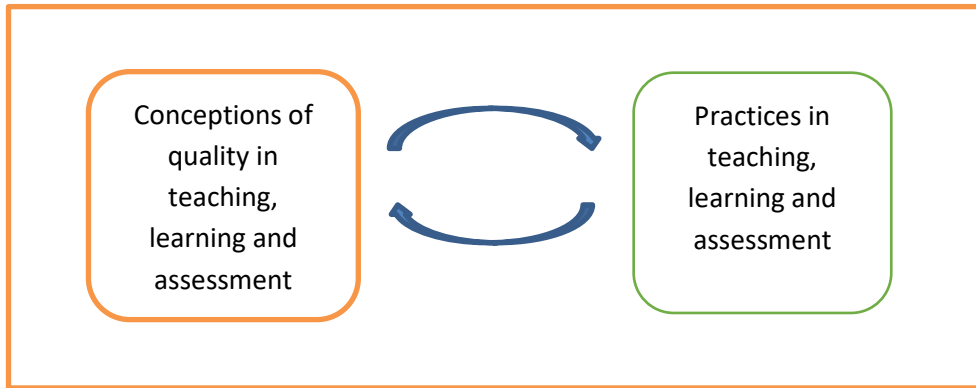 Conceptions of
quality in
teaching,
learning and
assessment
Practices in
teaching,
learning and
assessment